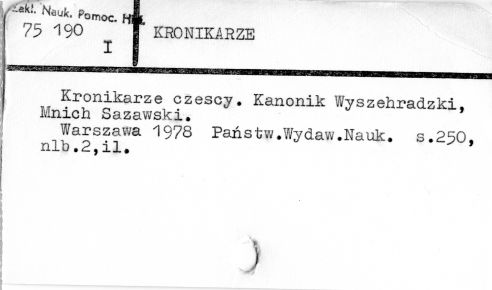 Zakl. Nauk. Pomoc. Hist.
75 190
I
KRONIKARZE
Kronikarze czescy. Kanonik Wyszehradzki,
Mnich Sazawski.
Warszawa 1978 Państw.Wydaw.Nauk. s.250,
nlb.2,il.